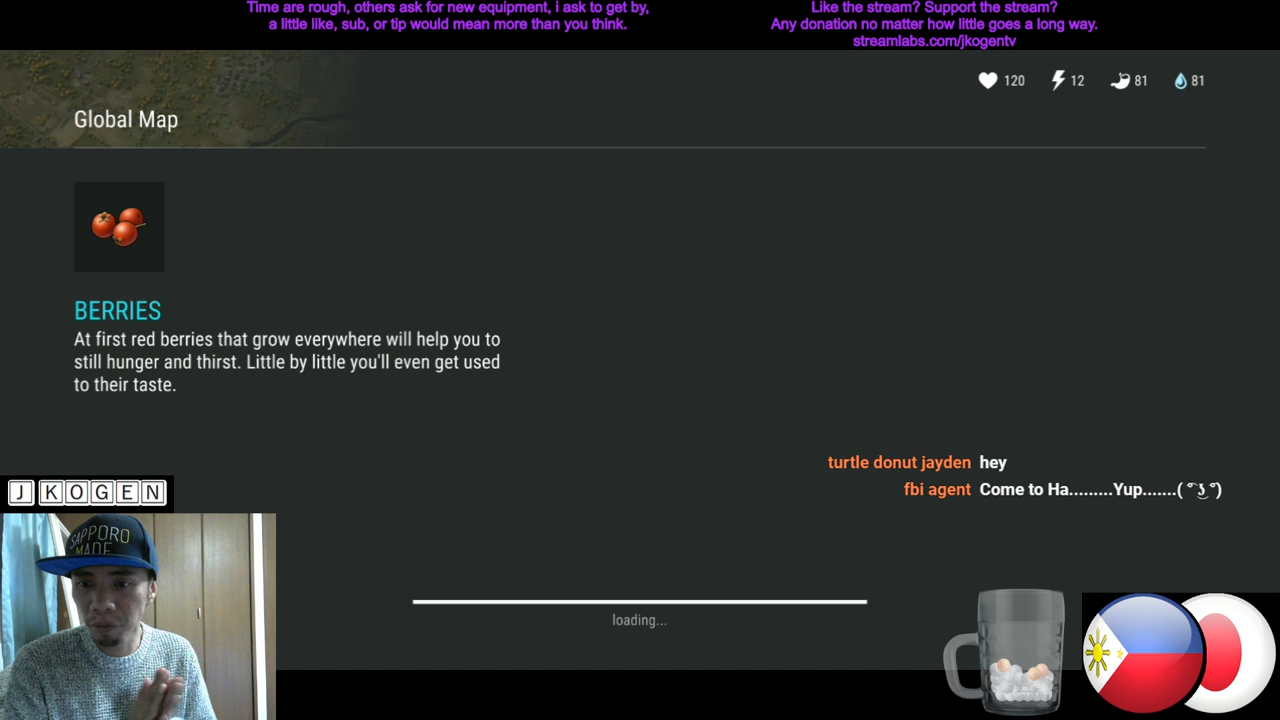 Time are rough, others ask for new equipment, i ask to get by,
a little like, sub, or tip would mean more than you think.
Like the stream? Support the stream?
Any donation no matter how little goes a long way.
streamlabs.com/jkogentv
120
12
81
81
Global Map
BERRIES
At first red berries that grow everywhere will help you to
still hunger and thirst. Little by little you'll even get used
to their taste.
turtle donut jayden hey
fbi agent Come to Ha.........Yup.......( ͡° ͜ʖ ͡°)
J KOGEN
SAPPORO
MADE
loading...